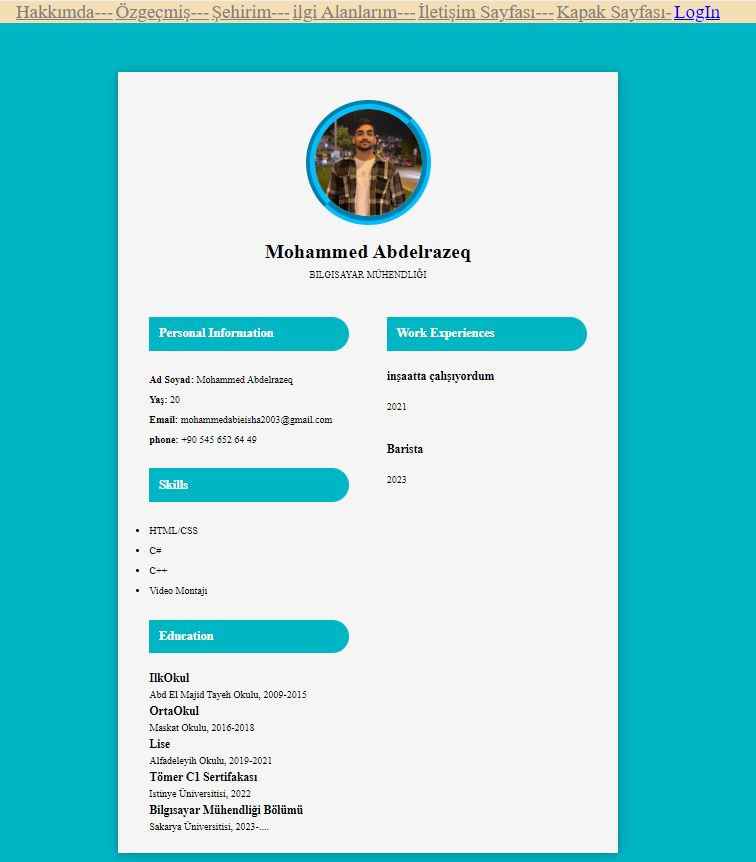 Hakkımda--- Özgeçmiş--- Şehirim--- ilgi Alanlarım--- İletişim Sayfası--- Kapak Sayfası- LogIn
Mohammed Abdelrazeq
BILGISAYAR MÜHENDLİĞİ
Personal Information
Ad Soyad: Mohammed Abdelrazeq
Yaş: 20
Email: mohammedabieisha2003@gmail.com
phone: +90 545 652 64 49
Skills
• HTML/CSS
• C#
• C++
• Video Montajı
Education
IlkOkul
Abd El Majid Tayeh Okulu, 2009-2015
OrtaOkul
Maskat Okulu, 2016-2018
Lise
Alfadeleyih Okulu, 2019-2021
Tömer C1 Sertifakası
Istinye Üniversitisi, 2022
Bilgısayar Mühendliği Bölümü
Sakarya Üniversitisi, 2023-....
Work Experiences
inşaatta çalışıyordum
2021
Barista
2023